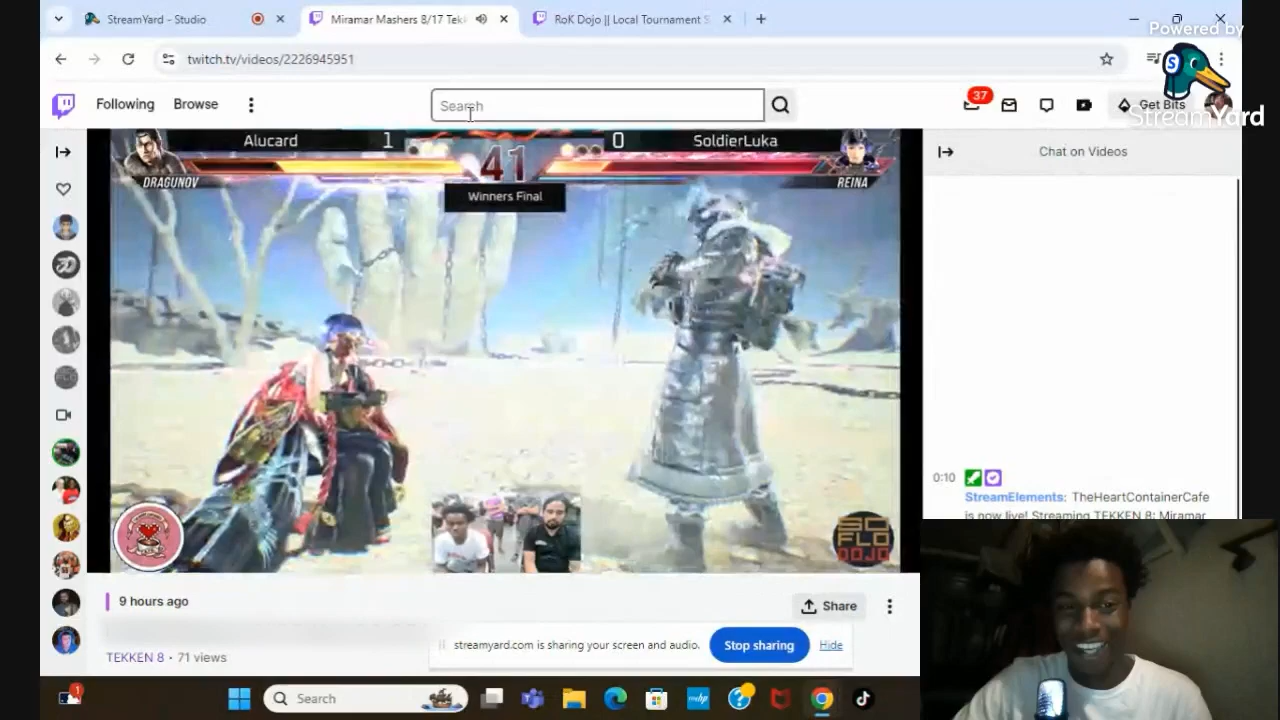 StreamYard - Studio
Miramar Mashers 8/17 Tek
RoK Dojo || Local Tournament S
twitch.tv/videos/2226945951
Powered by
StreamYard
Following
Browse
Search
37
Get Bits
Alucard 1 41 0 SoldierLuka
DRAGUNOV
REINA
Winners Final
Chat on Videos
0:10
StreamElements: TheHeartContainerCafe
is now live! Streaming TEKKEN 8: Miramar
SO
FLO
DOJO
9 hours ago
Share
streamyard.com is sharing your screen and audio.
Stop sharing
Hide
TEKKEN 8 • 71 views
1
Search